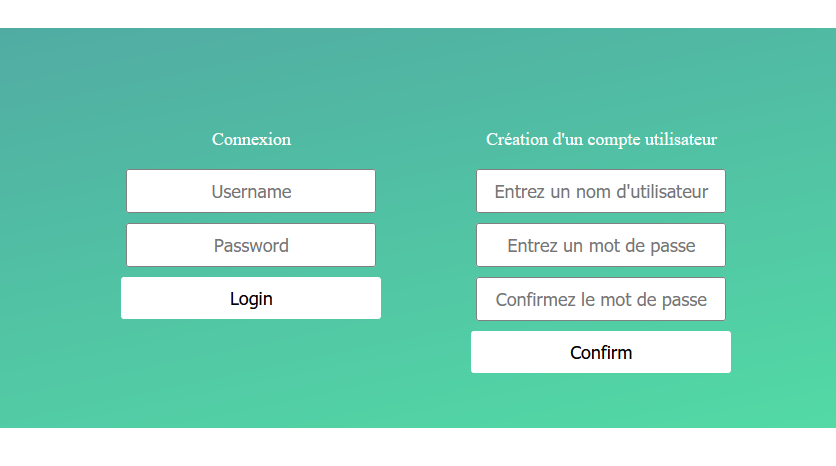 Connexion
Username
Password
Login
Création d'un compte utilisateur
Entrez un nom d'utilisateur
Entrez un mot de passe
Confirmez le mot de passe
Confirm